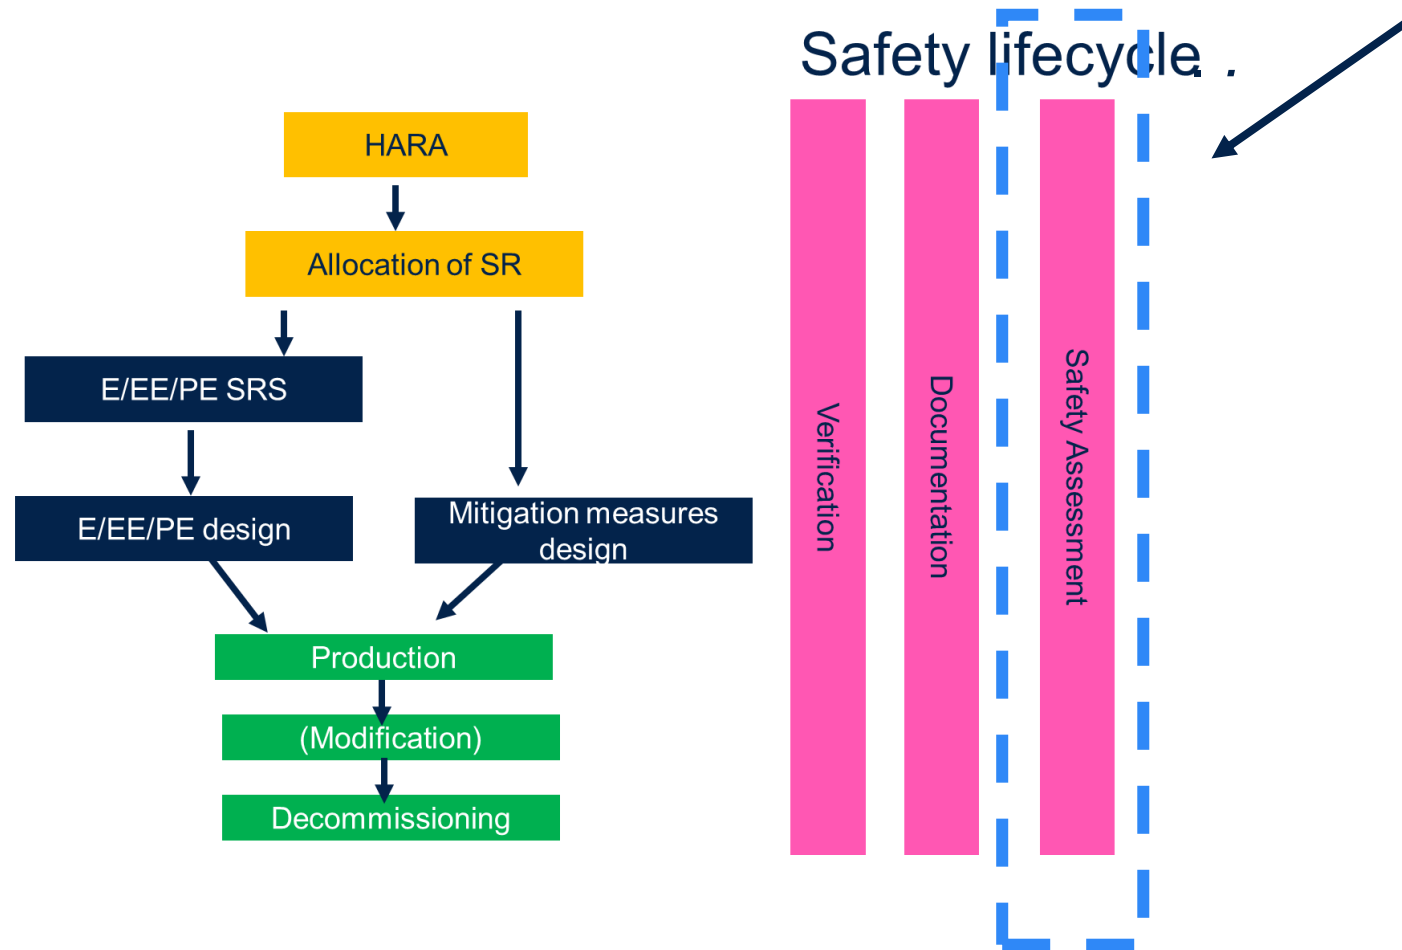 Safety lifecycle. .
HARA
Allocation of SR
E/EE/PE SRS
E/EE/PE design
Mitigation measures
design
Production
(Modification)
Decommissioning
Verification
Documentation
Safety Assessment